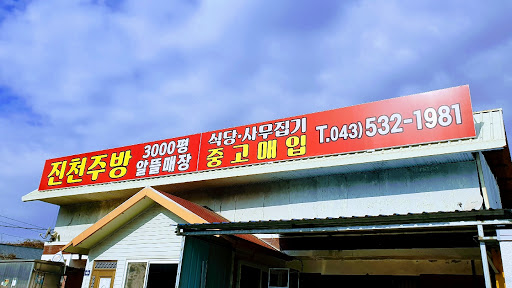 진천주방
3000평
알뜰매장
식당·사무집기
중고매입
T.043)532-1981